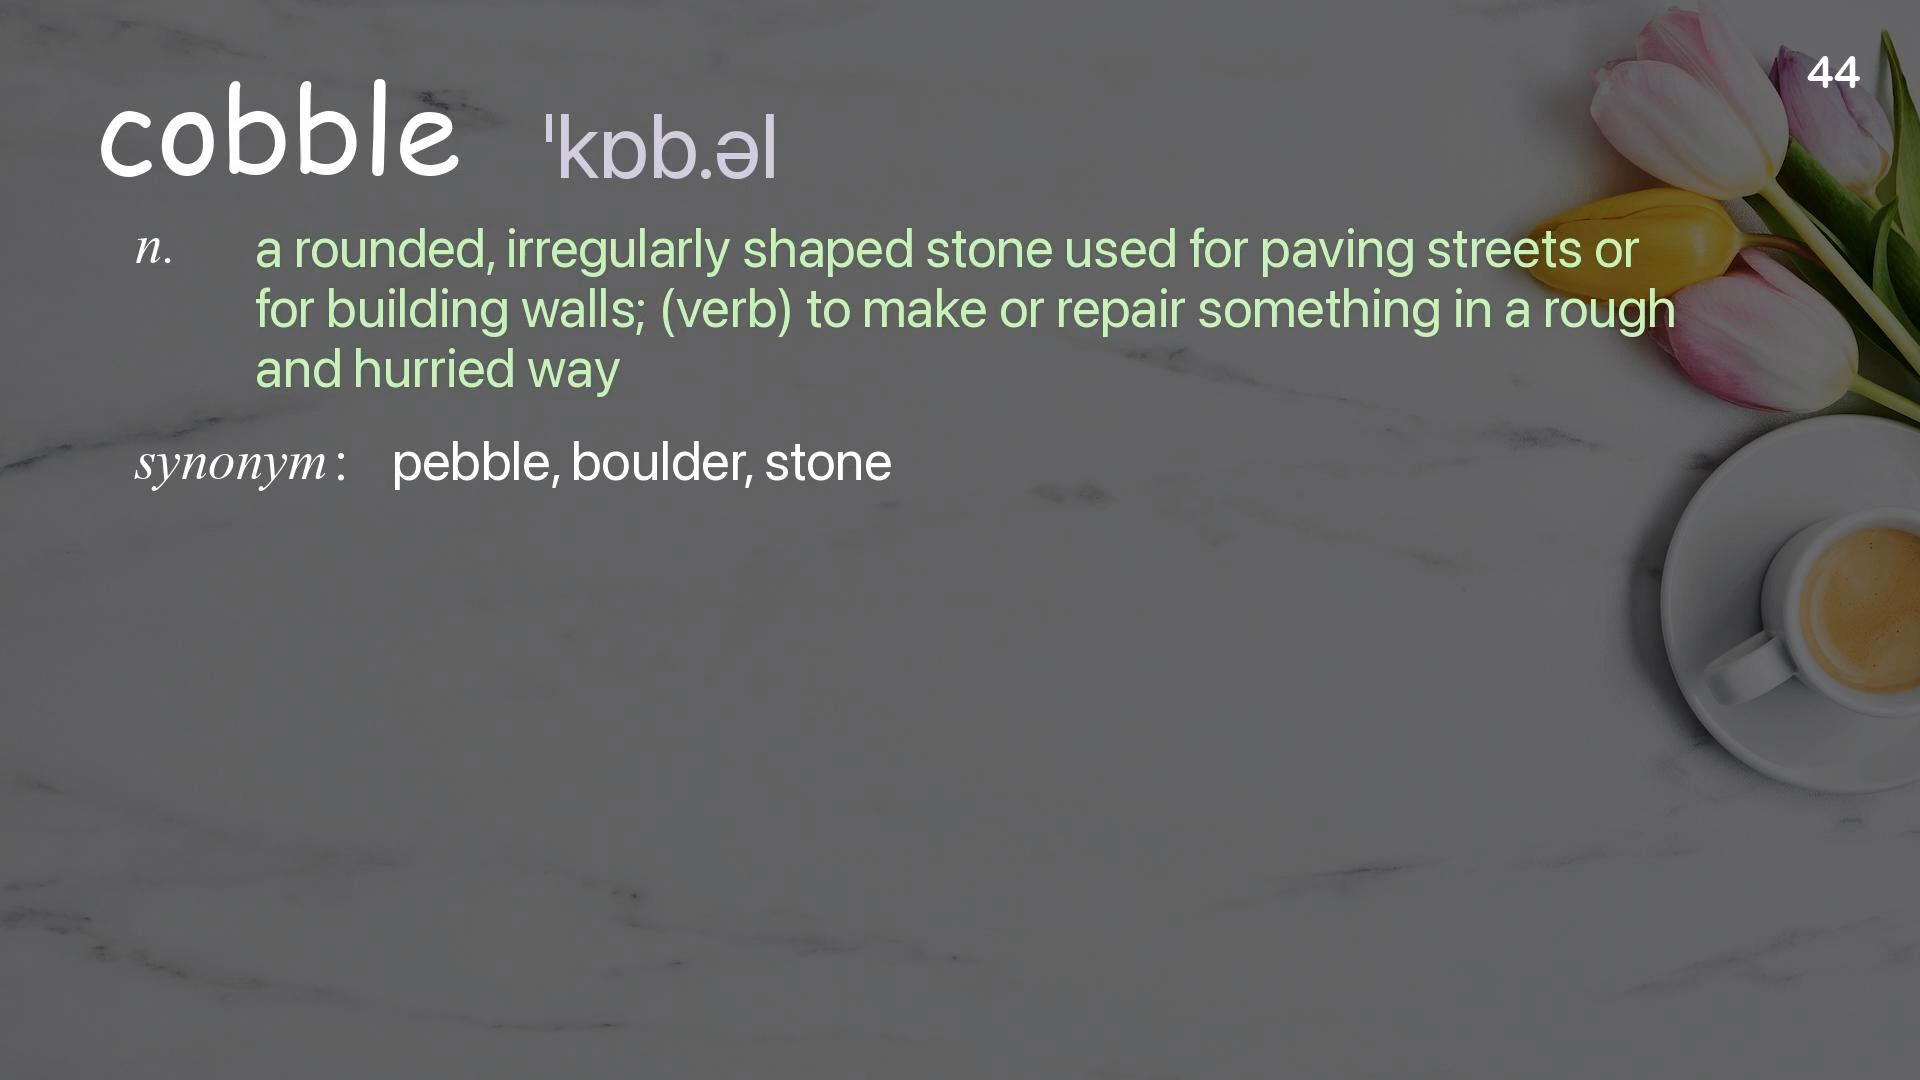 44
cobble ˈkɒb.əl
n. a rounded, irregularly shaped stone used for paving streets or
for building walls; (verb) to make or repair something in a rough
and hurried way
synonym: pebble, boulder, stone